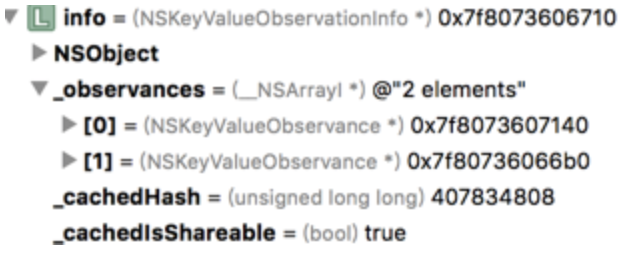 L info = (NSKeyValueObservationInfo *) 0x7f8073606710
NSObject
_observances = (__NSArrayI *) @"2 elements"
[0] = (NSKeyValueObservance *) 0x7f8073607140
[1] = (NSKeyValueObservance *) 0x7f80736066b0
_cachedHash = (unsigned long long) 407834808
_cachedIsShareable = (bool) true